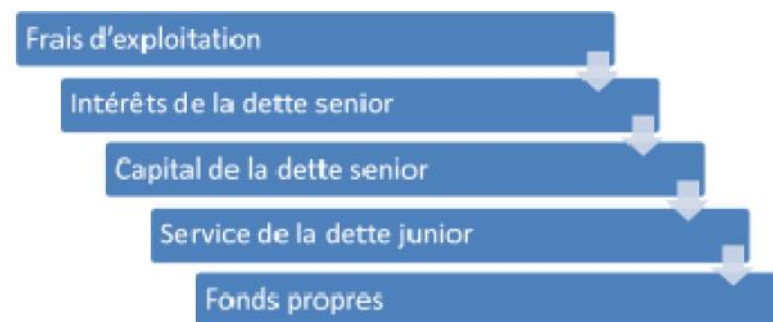 Frais d'exploitation
Intérêts de la dette senior
Capital de la dette senior
Service de la dette junior
Fonds propres